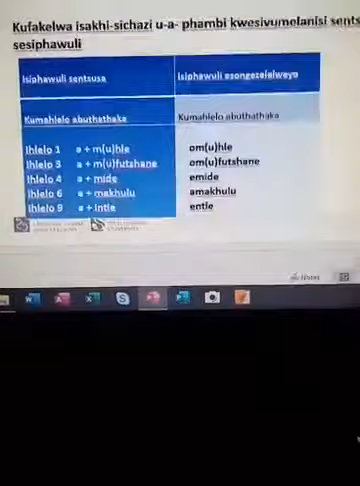 Kufakelwa isakhi-sichazi u-a- phambi kwesivumelanisi sents
sesiphawuli
Isiphawuli sentsusa
Isiphawuli esongezelelweyo
Kumahlelo abuthathaka
Kumahlelo abuthathaka
Ihlelo 1 a + m(u)hle om(u)hle
Ihlelo 3 a + m(u)futshane om(u)futshane
Ihlelo 4 a + mide emide
Ihlelo 6 a + makhulu amakhulu
Ihlelo 9 a + intle entle